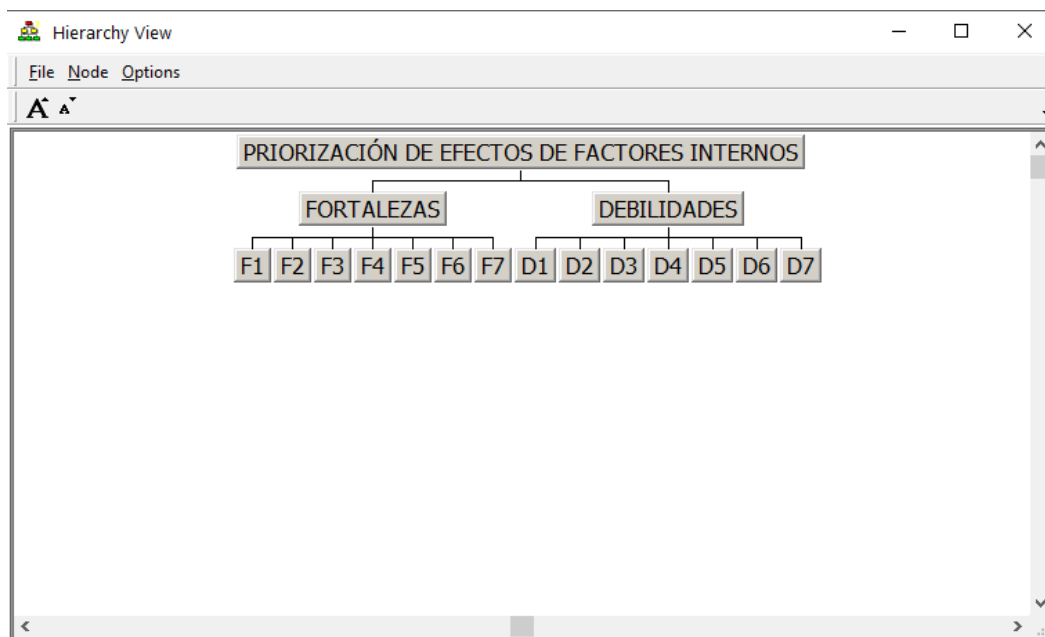 Hierarchy View
File Node Options
A A
PRIORIZACIÓN DE EFECTOS DE FACTORES INTERNOS
FORTALEZAS DEBILIDADES
F1 F2 F3 F4 F5 F6 F7 D1 D2 D3 D4 D5 D6 D7